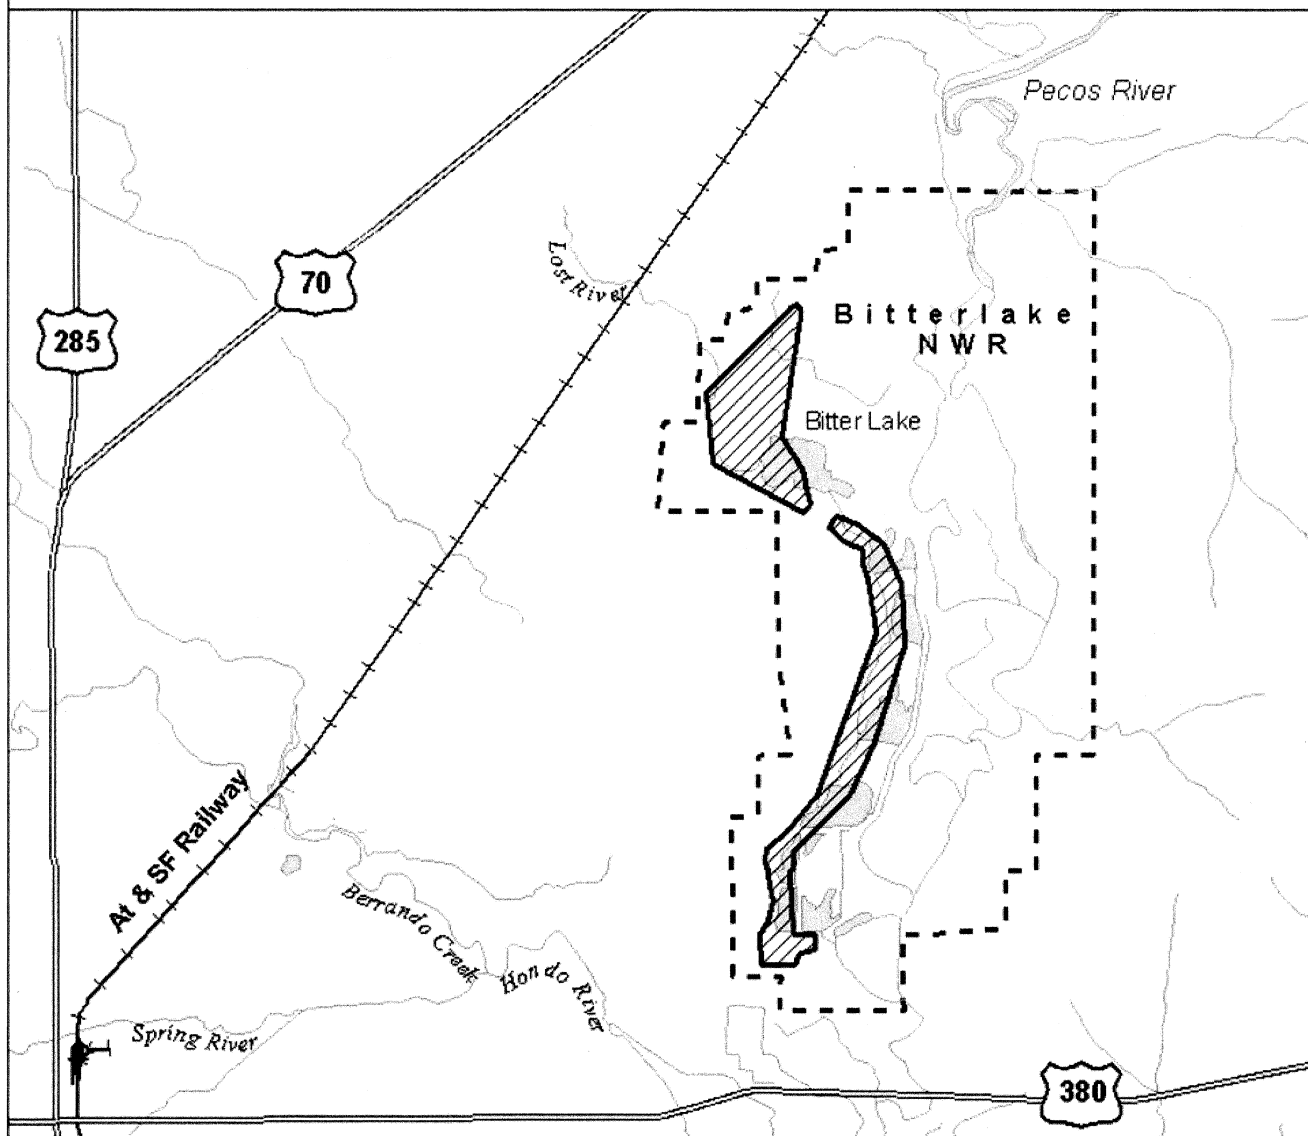 Pecos River
Lost River
70
285
Bitterlake
NWR
Bitter Lake
At & SF Railway
Berrando Creek
Hondo River
Spring River
380